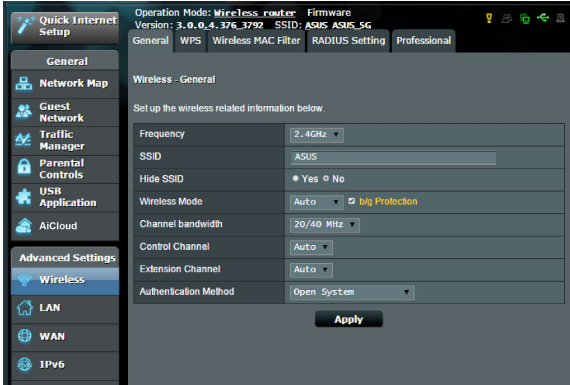 Quick Internet
Setup
General
Network Map
Guest
Network
Traffic
Manager
Parental
Controls
USB
Application
AiCloud
Advanced Settings
Wireless
LAN
WAN
IPv6
Operation Mode: Wireless router Firmware
Version: 3.0.0.4.376_3792 SSID: ASUS ASUS_5G
General WPS Wireless MAC Filter RADIUS Setting Professional
Wireless - General
Set up the wireless related information below.
Frequency 2.4GHz
SSID ASUS
Hide SSID Yes No
Wireless Mode Auto b/g Protection
Channel bandwidth 20/40 MHz
Control Channel Auto
Extension Channel Auto
Authentication Method Open System
Apply